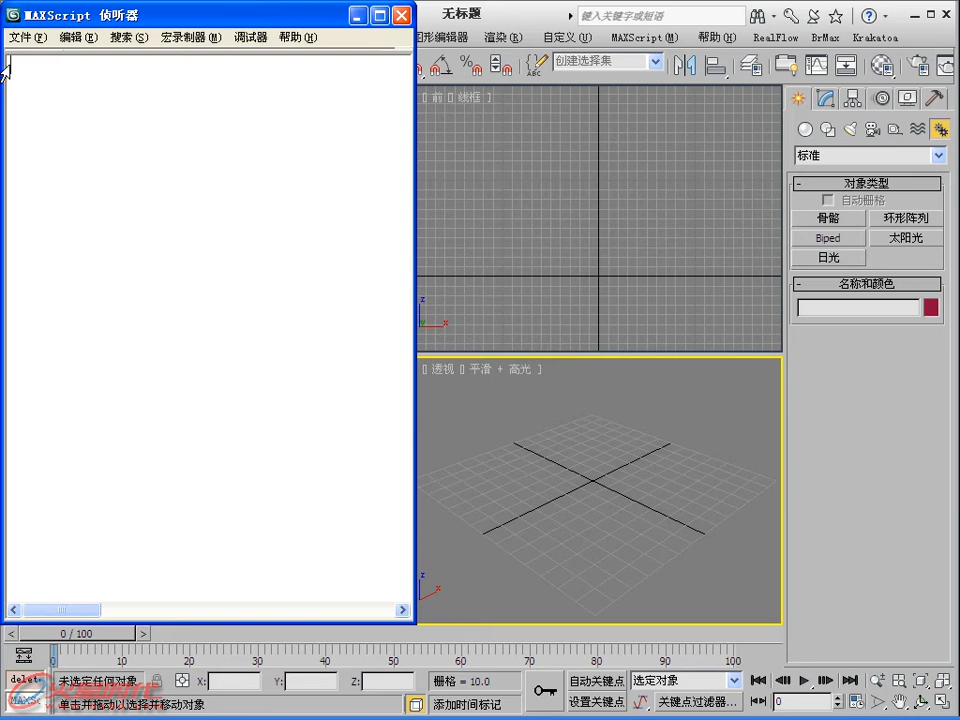 MAXScript 侦听器
文件(F) 编辑(E) 搜索(S) 宏录制器(M) 调试器 帮助(H)
无标题
键入关键字或短语
图形编辑器 渲染(R) 自定义(U) MAXScript(M) 帮助(H) RealFlow BrMax Krakatoa
ABC
创建选择集
[] 前 [] 线框 ]
z
x
标准
对象类型
自动栅格
骨骼 环形阵列
Biped 太阳光
日光
名称和颜色
[] 透视 [] 平滑 + 高光 ]
z
x
< 0 / 100 >
0 10 20 30 40 50 60 70 80 90 100
delet
MAXSc
未选定任何对象 X: Y: Z: 栅格 = 10.0
单击并拖动以选择并移动对象
添加时间标记
自动关键点 选定对象
设置关键点 关键点过滤器...
0